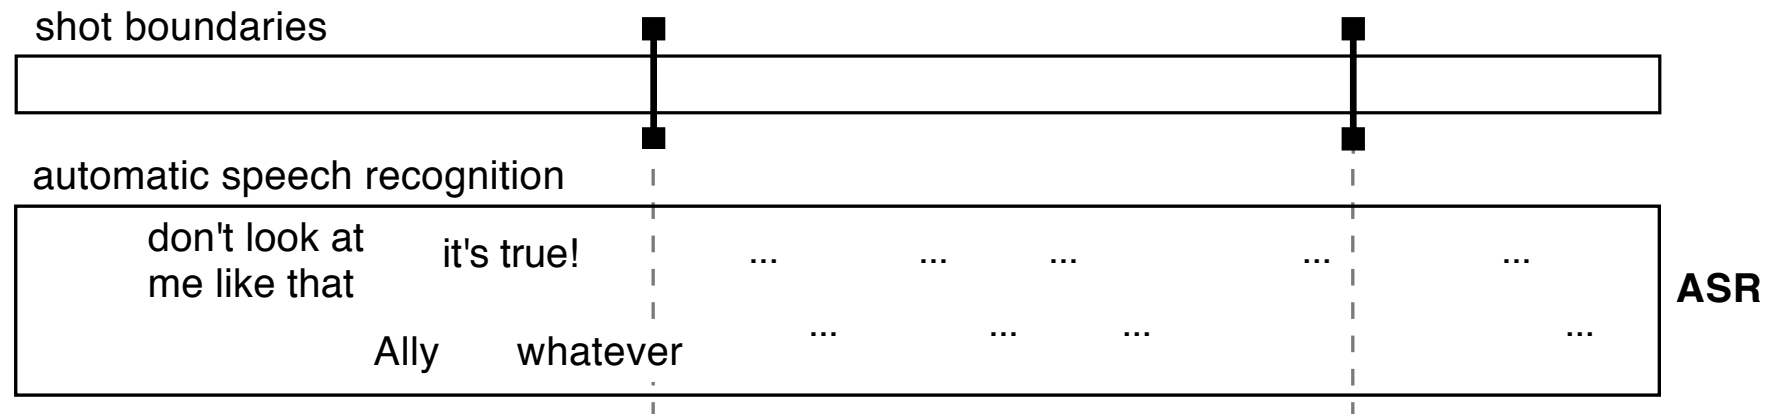 shot boundaries
automatic speech recognition
don't look at
me like that
it's true!
... ... ... ... ...
ASR
Ally whatever
... ... ... ...